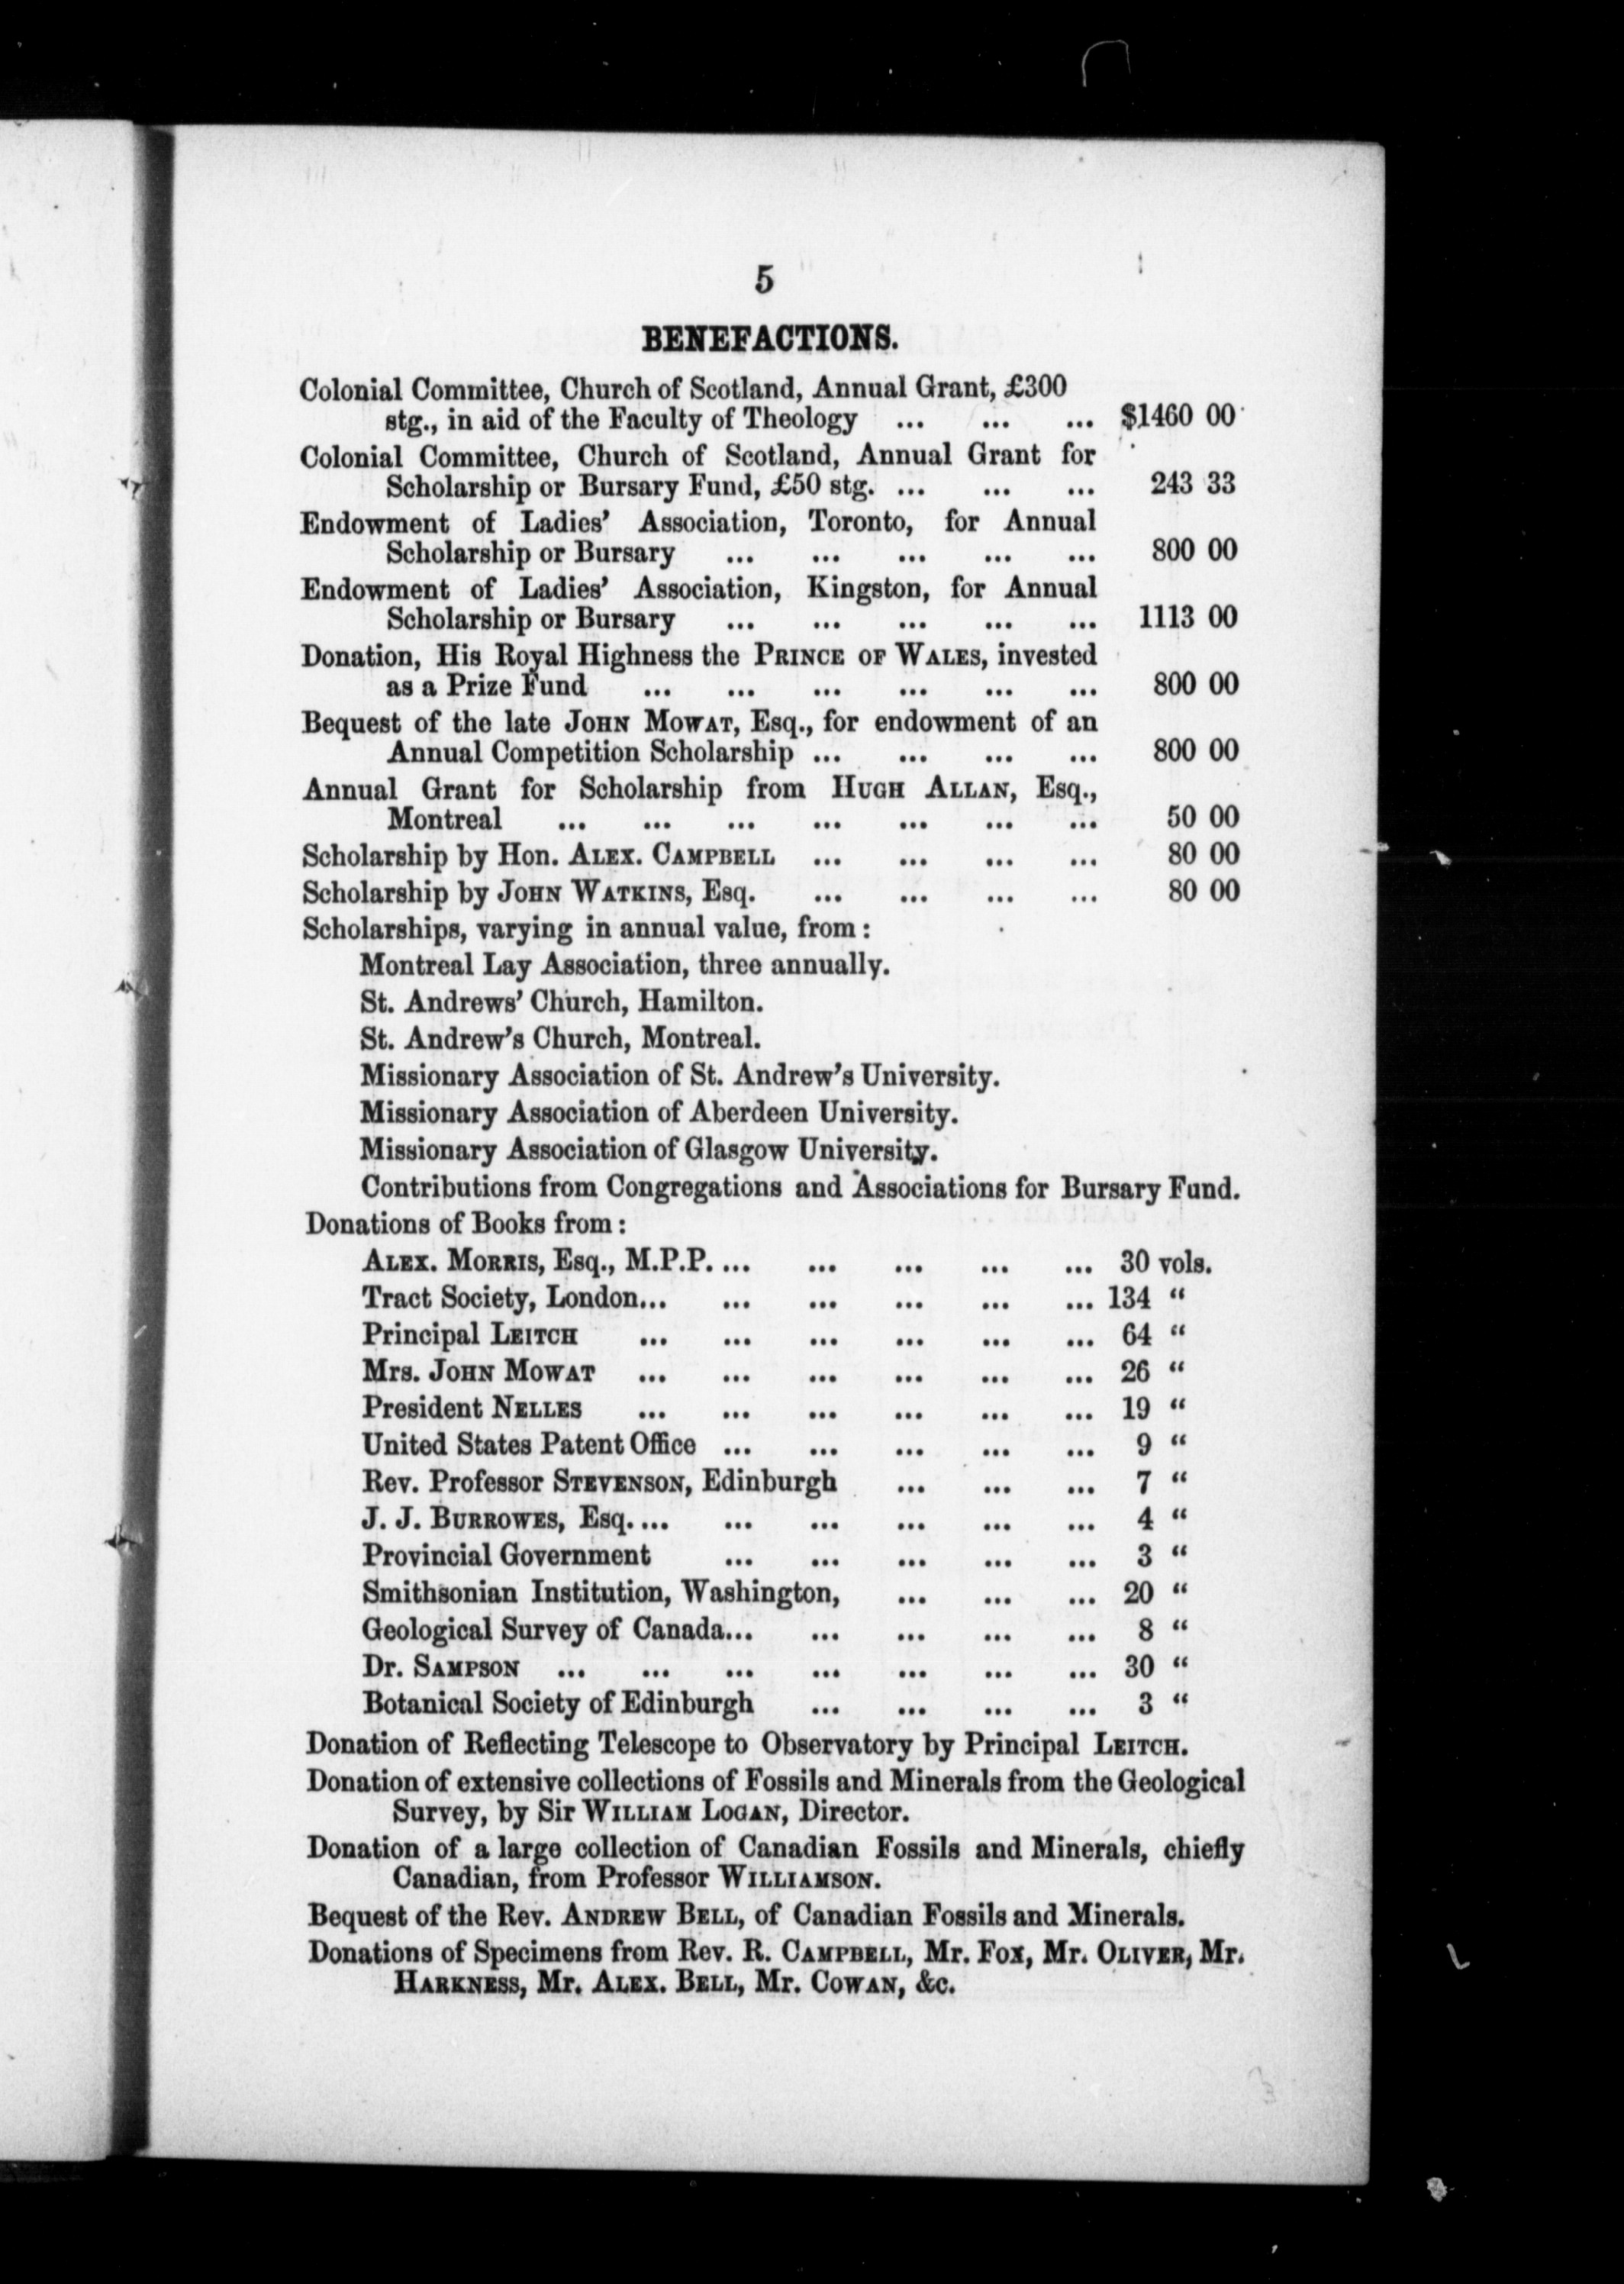 5
BENEFACTIONS.
Colonial Committee, Church of Scotland, Annual Grant, £300
stg., in aid of the Faculty of Theology ... ... ... $1460 00
Colonial Committee, Church of Scotland, Annual Grant for
Scholarship or Bursary Fund, £50 stg. ... ... ... 243 33
Endowment of Ladies' Association, Toronto, for Annual
Scholarship or Bursary ... ... ... ... ... 800 00
Endowment of Ladies' Association, Kingston, for Annual
Scholarship or Bursary ... ... ... ... ... 1113 00
Donation, His Royal Highness the PRINCE OF WALES, invested
as a Prize Fund ... ... ... ... ... ... 800 00
Bequest of the late JOHN MOWAT, Esq., for endowment of an
Annual Competition Scholarship ... ... ... ... 800 00
Annual Grant for Scholarship from HUGH ALLAN, Esq.,
Montreal ... ... ... ... ... ... ... 50 00
Scholarship by Hon. ALEX. CAMPBELL ... ... ... ... 80 00
Scholarship by JOHN WATKINS, Esq. ... ... ... ... 80 00
Scholarships, varying in annual value, from :
Montreal Lay Association, three annually.
St. Andrews' Church, Hamilton.
St. Andrew's Church, Montreal.
Missionary Association of St. Andrew's University.
Missionary Association of Aberdeen University.
Missionary Association of Glasgow University.
Contributions from Congregations and Associations for Bursary Fund.
Donations of Books from :
ALEX. MORRIS, Esq., M.P.P. ... ... ... ... ... 30 vols.
Tract Society, London... ... ... ... ... ... 134 “
Principal LEITCH ... ... ... ... ... ... 64 “
Mrs. JOHN MOWAT ... ... ... ... ... ... 26 “
President NELLES ... ... ... ... ... ... 19 “
United States Patent Office ... ... ... ... ... 9 “
Rev. Professor STEVENSON, Edinburgh ... ... ... 7 “
J. J. BURROWES, Esq. ... ... ... ... ... ... 4 “
Provincial Government ... ... ... ... ... 3 “
Smithsonian Institution, Washington, ... ... ... 20 “
Geological Survey of Canada... ... ... ... ... 8 “
Dr. SAMPSON ... ... ... ... ... ... ... 30 “
Botanical Society of Edinburgh ... ... ... ... 3 “
Donation of Reflecting Telescope to Observatory by Principal LEITCH.
Donation of extensive collections of Fossils and Minerals from the Geological
Survey, by Sir WILLIAM LOGAN, Director.
Donation of a large collection of Canadian Fossils and Minerals, chiefly
Canadian, from Professor WILLIAMSON.
Bequest of the Rev. ANDREW BELL, of Canadian Fossils and Minerals.
Donations of Specimens from Rev. R. CAMPBELL, Mr. FOX, Mr. OLIVER, Mr.
HARKNESS, Mr. ALEX. BELL, Mr. COWAN, &c.